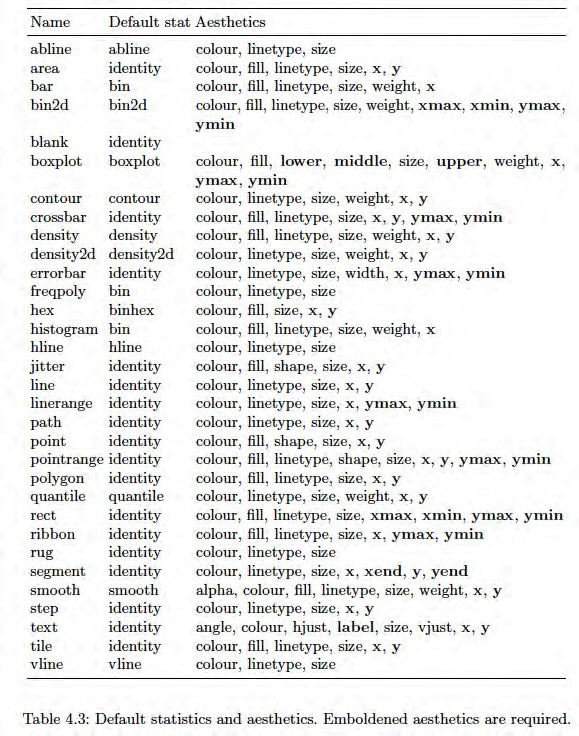 Name Default stat Aesthetics
abline abline colour, linetype, size
area identity colour, fill, linetype, size, x, y
bar bin colour, fill, linetype, size, weight, x
bin2d bin2d colour, fill, linetype, size, weight, xmax, xmin, ymax,
ymin
blank identity
boxplot boxplot colour, fill, lower, middle, size, upper, weight, x,
ymax, ymin
contour contour colour, linetype, size, weight, x, y
crossbar identity colour, fill, linetype, size, x, y, ymax, ymin
density density colour, fill, linetype, size, weight, x, y
density2d density2d colour, linetype, size, weight, x, y
errorbar identity colour, linetype, size, width, x, ymax, ymin
freqpoly bin colour, linetype, size
hex binhex colour, fill, size, x, y
histogram bin colour, fill, linetype, size, weight, x
hline hline colour, linetype, size
jitter identity colour, fill, shape, size, x, y
line identity colour, linetype, size, x, y
linerange identity colour, linetype, size, x, ymax, ymin
path identity colour, linetype, size, x, y
point identity colour, fill, shape, size, x, y
pointrange identity colour, fill, linetype, shape, size, x, y, ymax, ymin
polygon identity colour, fill, linetype, size, x, y
quantile quantile colour, linetype, size, weight, x, y
rect identity colour, fill, linetype, size, xmax, xmin, ymax, ymin
ribbon identity colour, fill, linetype, size, x, ymax, ymin
rug identity colour, linetype, size
segment identity colour, linetype, size, x, xend, y, yend
smooth smooth alpha, colour, fill, linetype, size, weight, x, y
step identity colour, linetype, size, x, y
text identity angle, colour, hjust, label, size, vjust, x, y
tile identity colour, fill, linetype, size, x, y
vline vline colour, linetype, size
Table 4.3: Default statistics and aesthetics. Emboldened aesthetics are required.